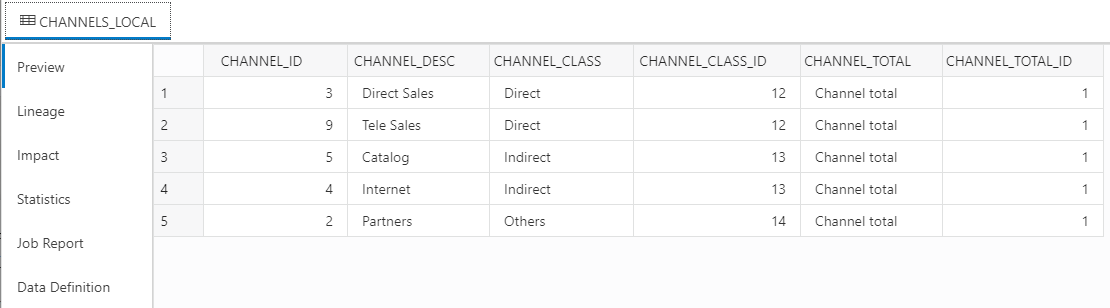 CHANNELS_LOCAL
Preview
Lineage
Impact
Statistics
Job Report
Data Definition
CHANNEL_ID CHANNEL_DESC CHANNEL_CLASS CHANNEL_CLASS_ID CHANNEL_TOTAL CHANNEL_TOTAL_ID
1 3 Direct Sales Direct 12 Channel total 1
2 9 Tele Sales Direct 12 Channel total 1
3 5 Catalog Indirect 13 Channel total 1
4 4 Internet Indirect 13 Channel total 1
5 2 Partners Others 14 Channel total 1